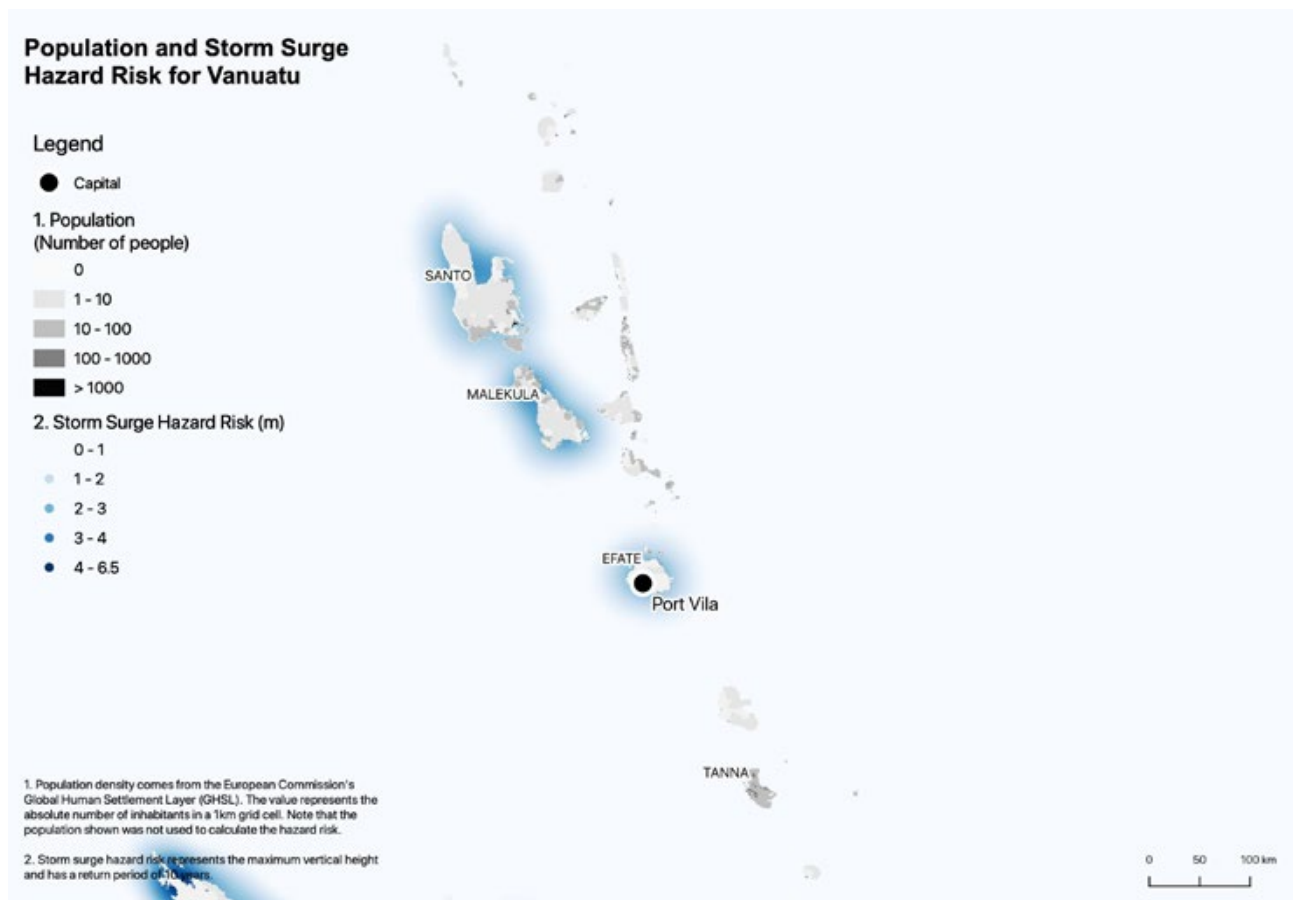 Population and Storm Surge
Hazard Risk for Vanuatu
Legend
Capital
1. Population
(Number of people)
0
1 - 10
10 - 100
100 - 1000
> 1000
2. Storm Surge Hazard Risk (m)
0 - 1
1 - 2
2 - 3
3 - 4
4 - 6.5
SANTO
MALEKULA
EFATE
Port Vila
TANNA
1. Population density comes from the European Commission's
Global Human Settlement Layer (GHSL). The value represents the
absolute number of inhabitants in a 1km grid cell. Note that the
population shown was not used to calculate the hazard risk.
2. Storm surge hazard risk represents the maximum vertical height
and has a return period of 10 years.
0 50 100 km